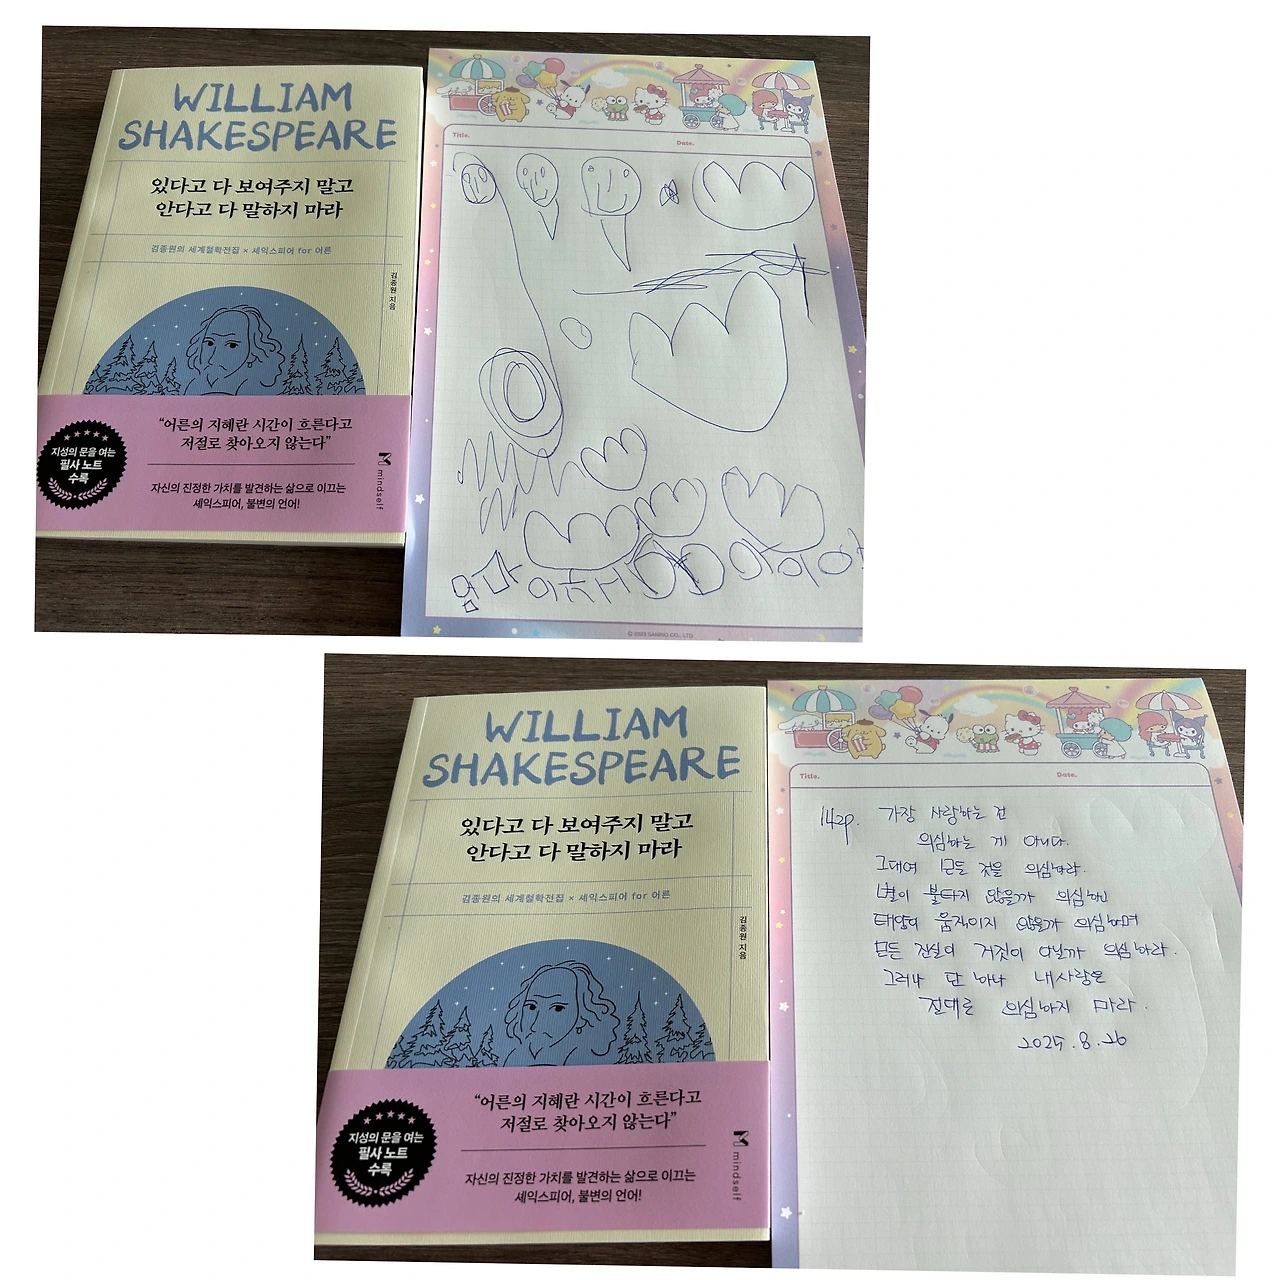 WILLIAM
SHAKESPEARE
있다고 다 보여주지 말고
안다고 다 말하지 마라
김종원의 세계철학전집 × 셰익스피어 for 어른
김종원 지음
“어른의 지혜란 시간이 흐른다고
저절로 찾아오지 않는다”
지성의 문을 여는
필사 노트
수록
자신의 진정한 가치를 발견하는 삶으로 이끄는
셰익스피어, 불변의 언어!
mindself
Title.
Date.
엄마
© 2023 SANRIO CO., LTD.
WILLIAM
SHAKESPEARE
있다고 다 보여주지 말고
안다고 다 말하지 마라
김종원의 세계철학전집 × 셰익스피어 for 어른
김종원 지음
“어른의 지혜란 시간이 흐른다고
저절로 찾아오지 않는다”
지성의 문을 여는
필사 노트
수록
자신의 진정한 가치를 발견하는 삶으로 이끄는
셰익스피어, 불변의 언어!
mindself
Title.
Date.
142p. 가장 사랑하는 건
의심하는 게 아니다.
그대여 모든 것을 의심하라.
별이 불타지 않을까 의심하고
태양이 움직이지 않을까 의심하며
모든 진실이 거짓이 아닐까 의심하라.
그러나 단 하나 내 사랑은
절대로 의심하지 마라.
2025.8.26